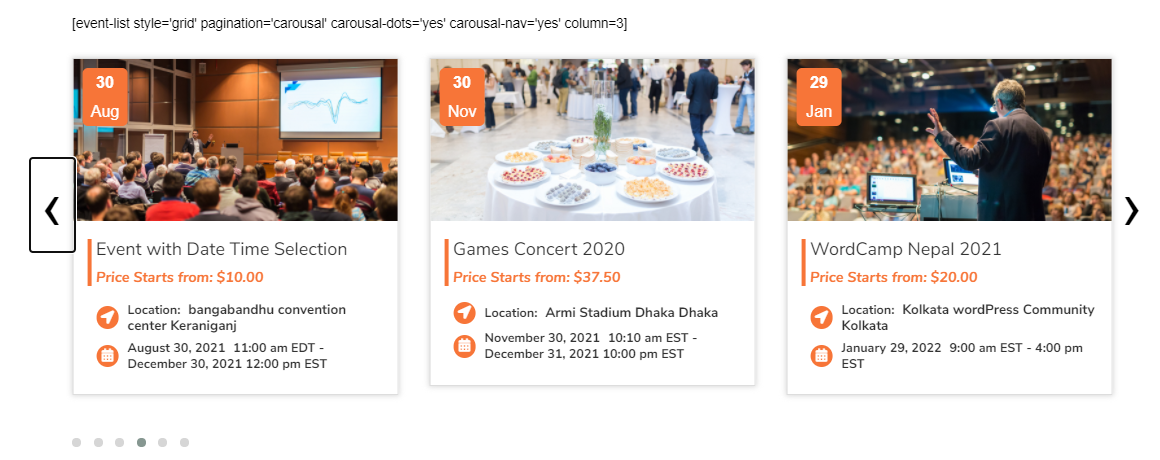 [event-list style='grid' pagination='carousal' carousal-dots='yes' carousal-nav='yes' column=3]
30
Aug
Event with Date Time Selection
Price Starts from: $10.00
Location: bangabandhu convention
center Keraniganj
August 30, 2021 11:00 am EDT -
December 30, 2021 12:00 pm EST
30
Nov
Games Concert 2020
Price Starts from: $37.50
Location: Armi Stadium Dhaka Dhaka
November 30, 2021 10:10 am EST -
December 31, 2021 10:00 pm EST
29
Jan
WordCamp Nepal 2021
Price Starts from: $20.00
Location: Kolkata wordPress Community
Kolkata
January 29, 2022 9:00 am EST - 4:00 pm
EST